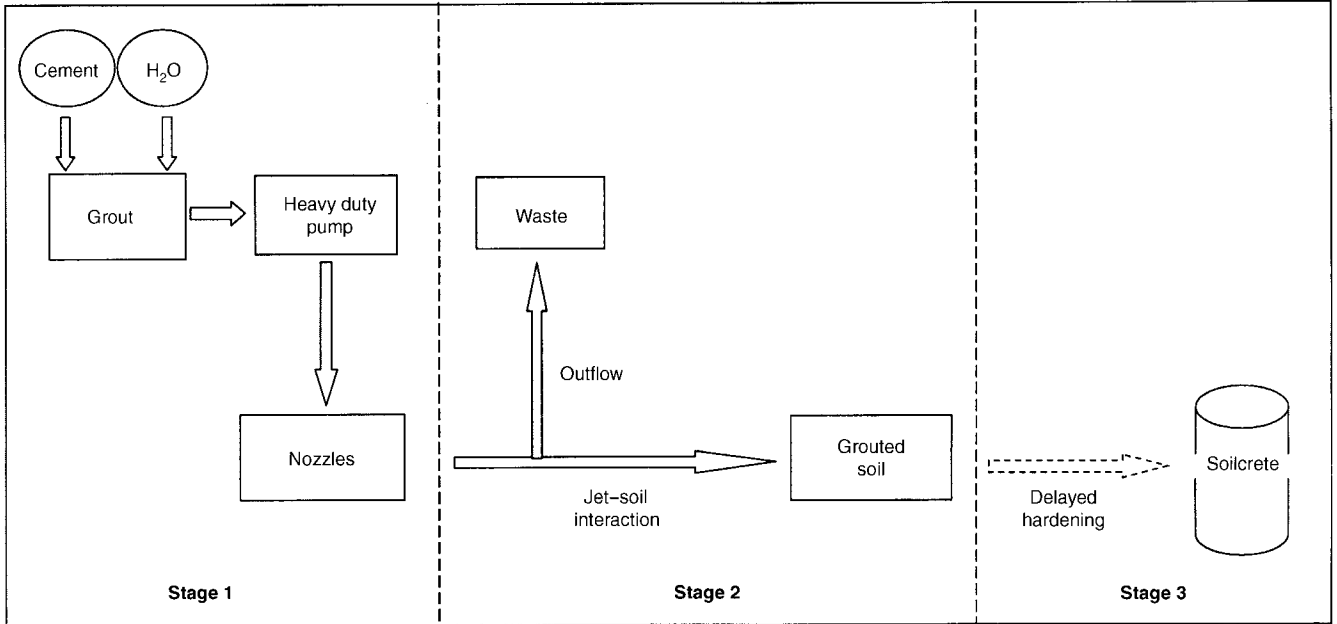 Cement
H₂O
Grout
Heavy duty
pump
Nozzles
Stage 1
Waste
Outflow
Jet–soil
interaction
Grouted
soil
Stage 2
Delayed
hardening
Soilcrete
Stage 3